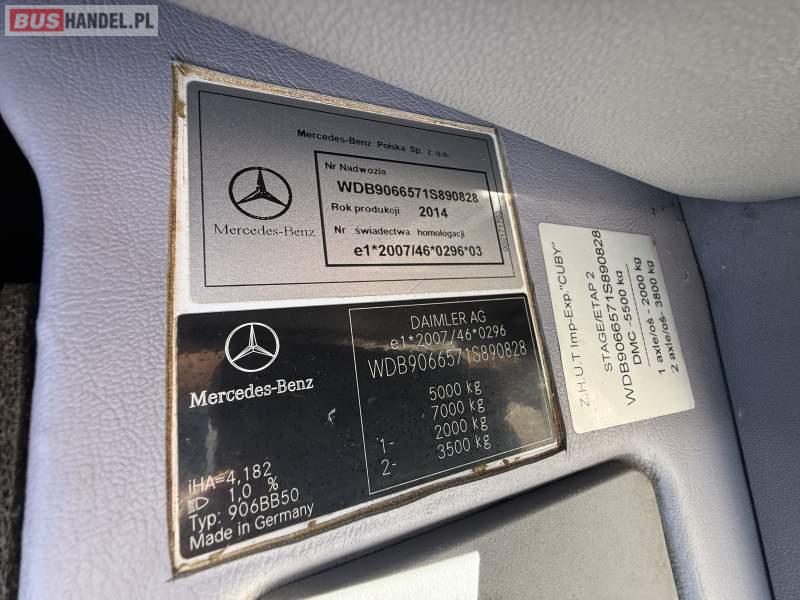 BUSHANDEL.PL
Mercedes-Benz Polska Sp. z o.o.
Nr Nadwozia
WDB9066571S890828
Rok produkcji 2014
Nr świadectwa homologacji
e1*2007/46*0296*03
Mercedes-Benz
DAIMLER AG
e1*2007/46*0296
WDB9066571S890828
5000 kg
7000 kg
1- 2000 kg
2- 3500 kg
Mercedes-Benz
iHA=4,182
1,0 %
Typ: 906BB50
Made in Germany
Z.H.U.T Imp-Exp."CUBY"
STAGE/ETAP 2
WDB9066571S890828
DMC - 5500 kg
1 axle/oś - 2000 kg
2 axle/oś- 3800 kg